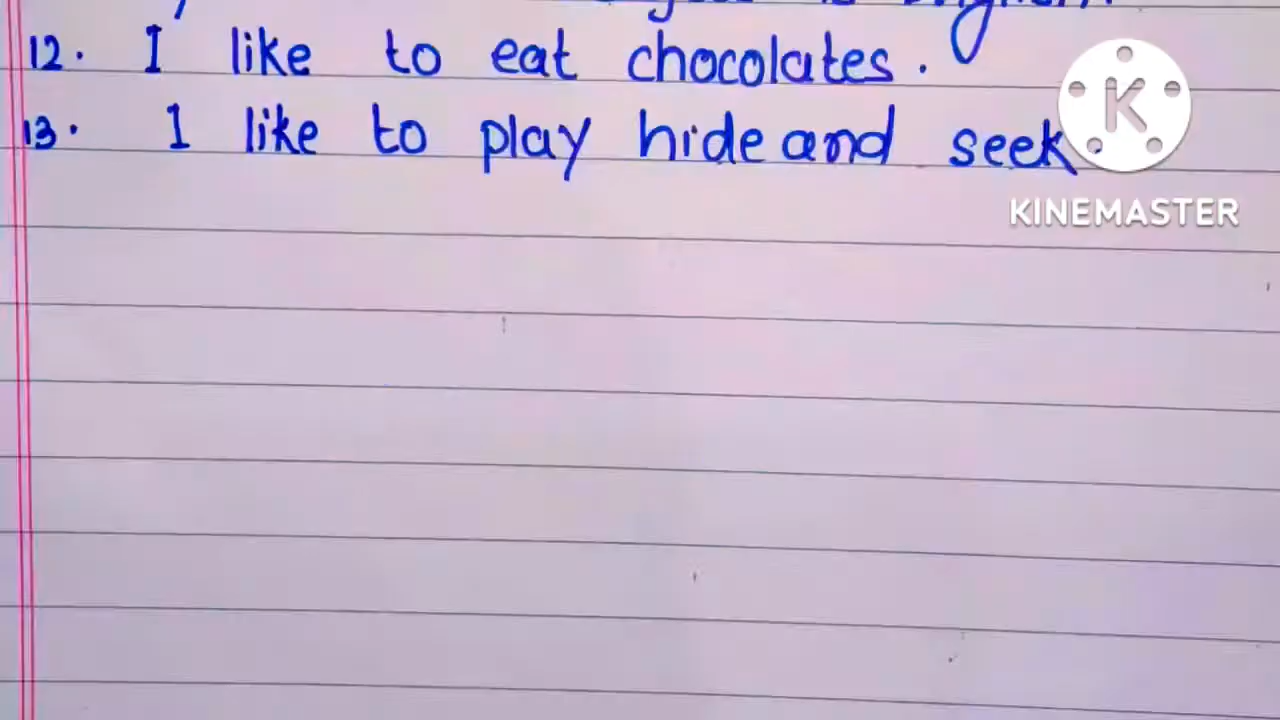 12. I like to eat chocolates.
13. I like to play hide and seek.
K
KINEMASTER